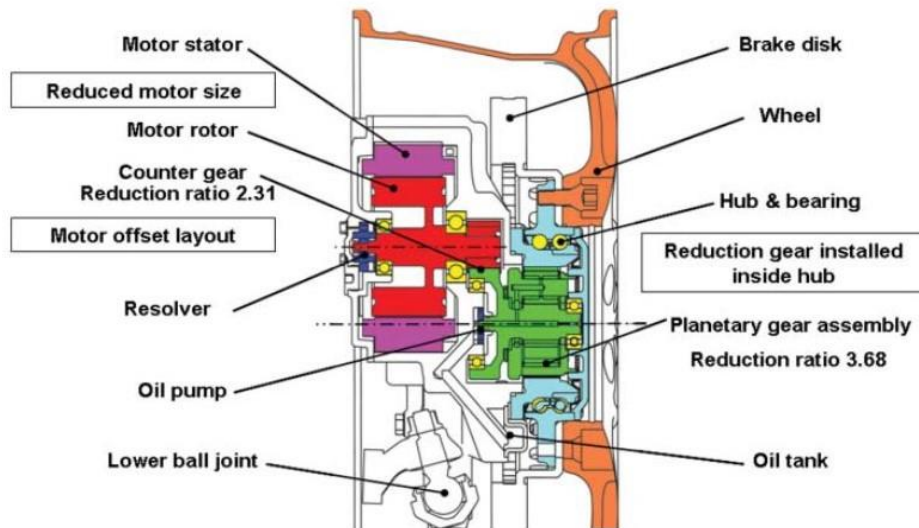 Motor stator
Reduced motor size
Motor rotor
Counter gear
Reduction ratio 2.31
Motor offset layout
Resolver
Oil pump
Lower ball joint
Brake disk
Wheel
Hub & bearing
Reduction gear installed
inside hub
Planetary gear assembly
Reduction ratio 3.68
Oil tank